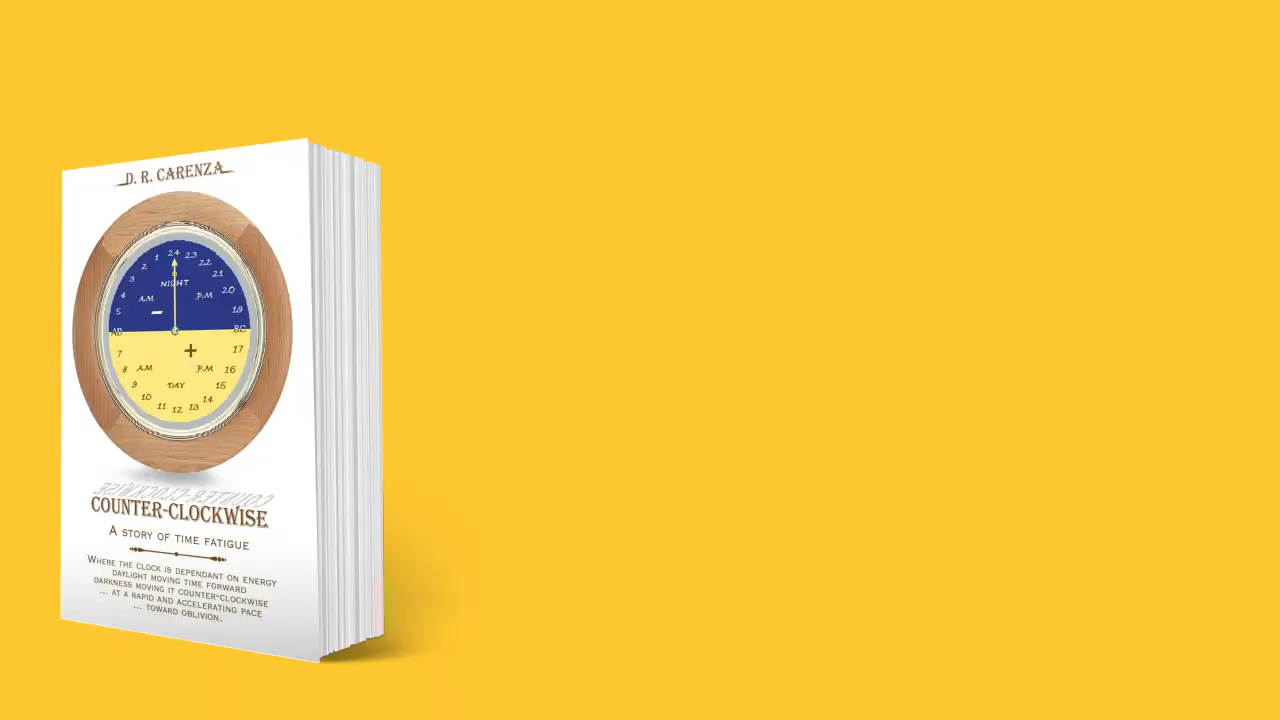 D. R. CARENZA
24
1 23
2 22
3 NIGHT 21
4 A.M P.M 20
5 - 19
AD BC
7 + 17
8 A.M P.M 16
9 DAY 15
10 14
11 12 13
COUNTER-CLOCKWISE
COUNTER-CLOCKWISE
A STORY OF TIME FATIGUE
WHERE THE CLOCK IS DEPENDANT ON ENERGY
DAYLIGHT MOVING TIME FORWARD
DARKNESS MOVING IT COUNTER-CLOCKWISE
... AT A RAPID AND ACCELERATING PACE
... TOWARD OBLIVION.